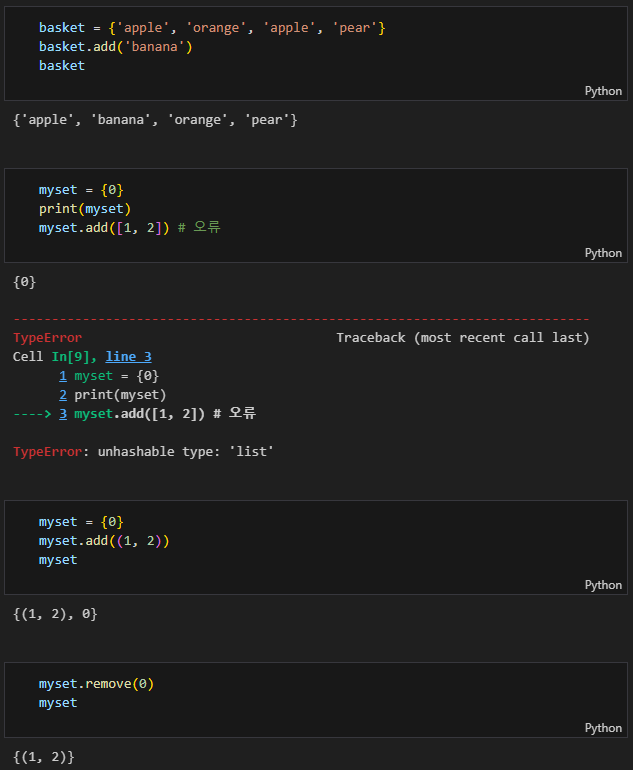 basket = {'apple', 'orange', 'apple', 'pear'}
basket.add('banana')
basket
Python
{'apple', 'banana', 'orange', 'pear'}
myset = {0}
print(myset)
myset.add([1, 2]) # 오류
Python
{0}
---------------------------------------------------------------------------
TypeError                                 Traceback (most recent call last)
Cell In[9], line 3
      1 myset = {0}
      2 print(myset)
----> 3 myset.add([1, 2]) # 오류
TypeError: unhashable type: 'list'
myset = {0}
myset.add((1, 2))
myset
Python
{(1, 2), 0}
myset.remove(0)
myset
Python
{(1, 2)}